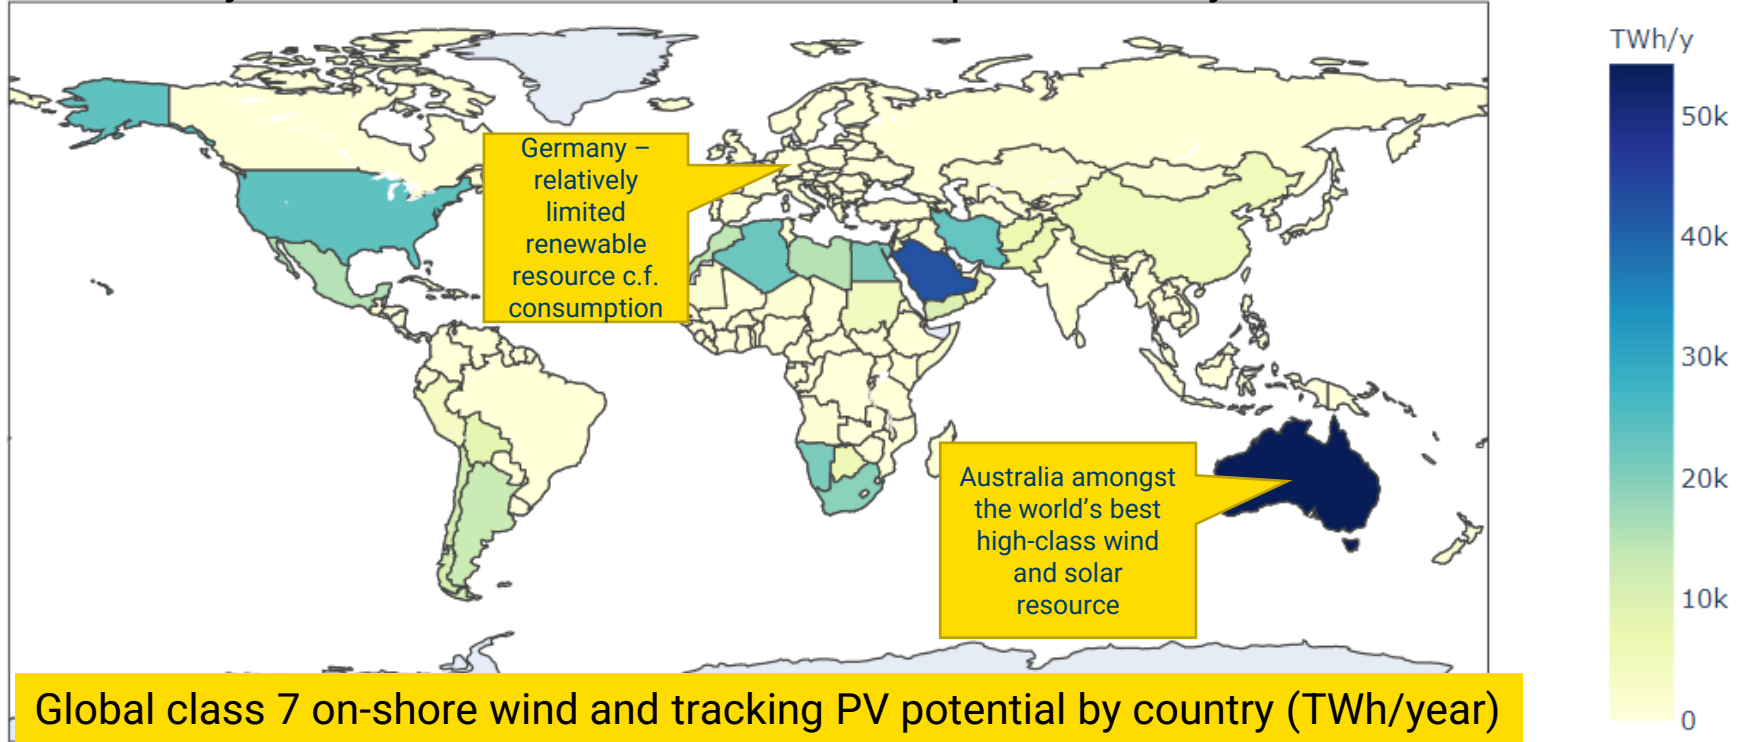 TWh/y
50k
40k
30k
20k
10k
0
Germany –
relatively
limited
renewable
resource c.f.
consumption
Australia amongst
the world’s best
high-class wind
and solar
resource
Global class 7 on-shore wind and tracking PV potential by country (TWh/year)